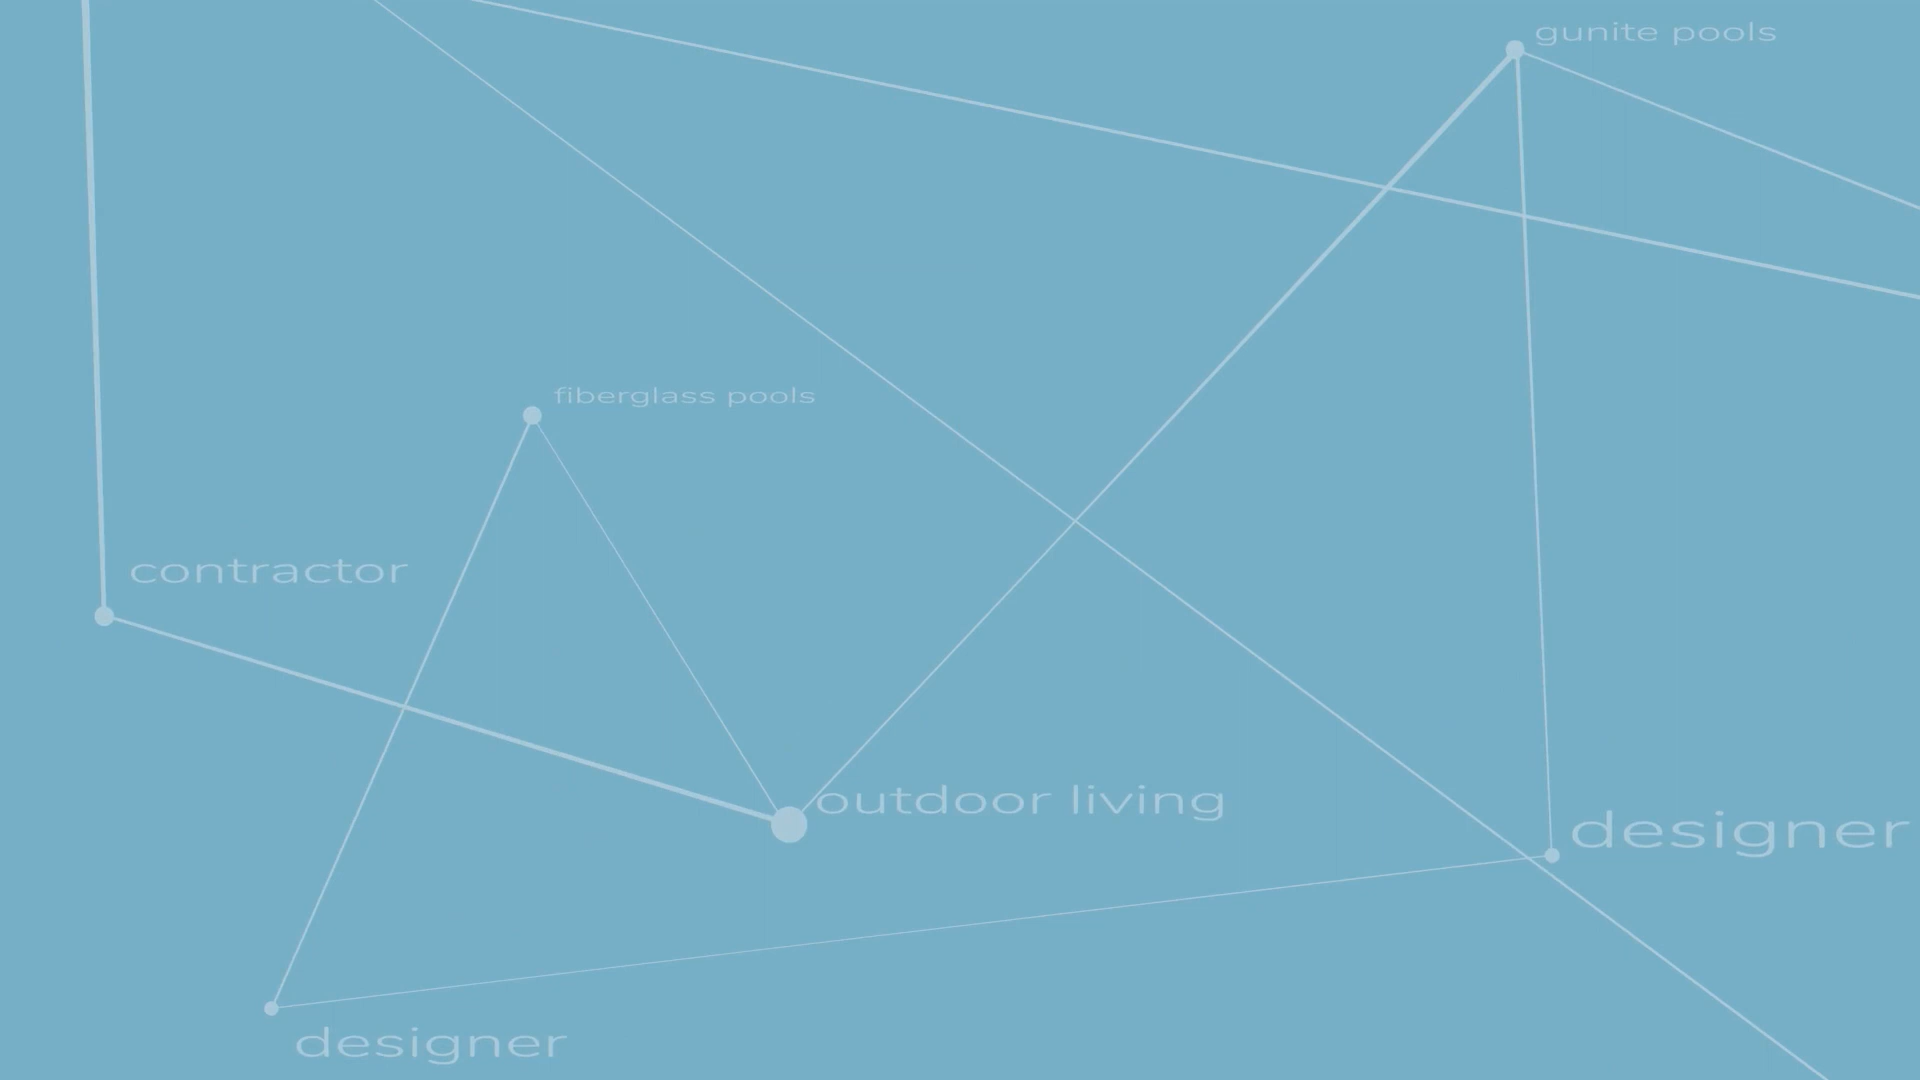 gunite pools
fiberglass pools
contractor
outdoor living
designer
designer